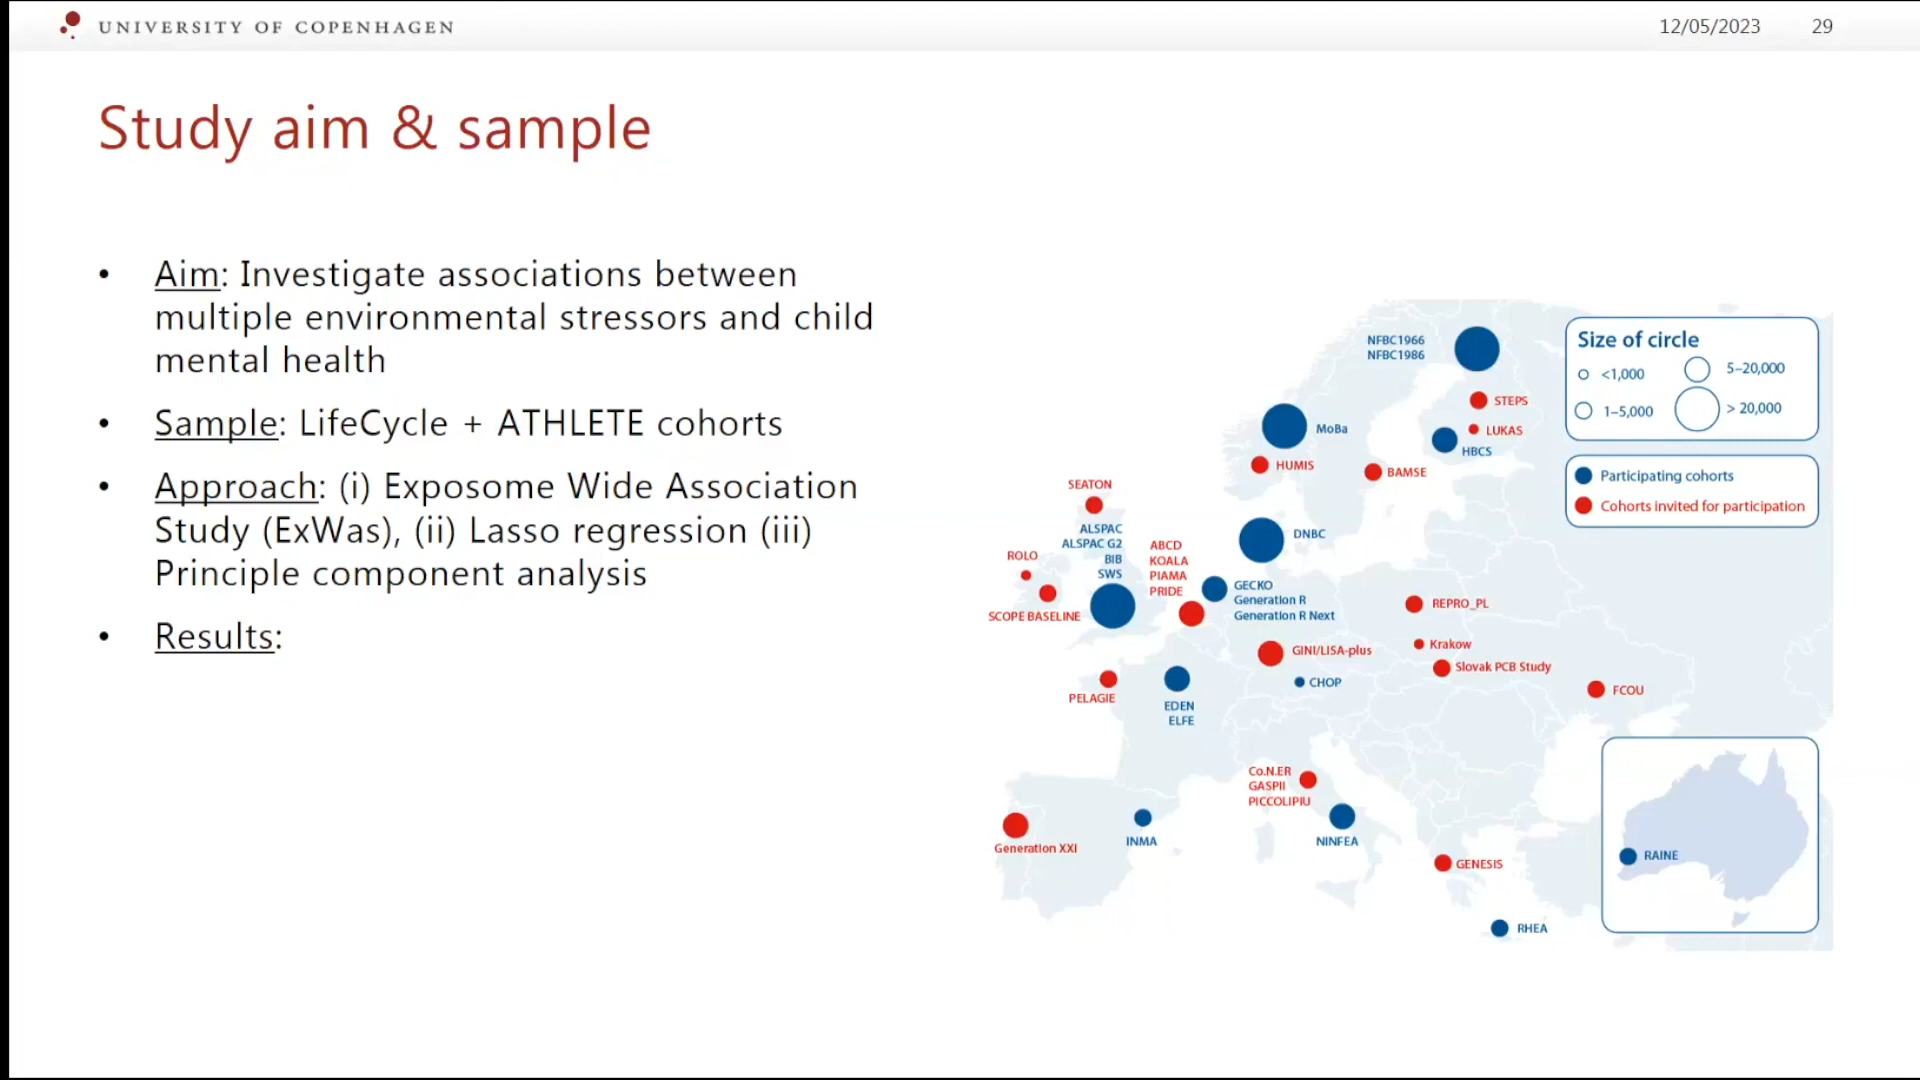 UNIVERSITY OF COPENHAGEN
12/05/2023
29
Study aim & sample
• Aim: Investigate associations between
multiple environmental stressors and child
mental health
• Sample: LifeCycle + ATHLETE cohorts
• Approach: (i) Exposome Wide Association
Study (ExWas), (ii) Lasso regression (iii)
Principle component analysis
• Results:
NFBC1966
NFBC1986
STEPS
LUKAS
HBCS
MoBa
HUMIS
BAMSE
SEATON
ALSPAC
ALSPAC G2
BIB
SWS
ROLO
SCOPE BASELINE
ABCD
KOALA
PIAMA
PRIDE
DNBC
GECKO
Generation R
Generation R Next
REPRO_PL
Krakow
Slovak PCB Study
GINI/LISA-plus
CHOP
FCOU
PELAGIE
EDEN
ELFE
Co.N.ER
GASPII
PICCOLIPIU
NINFEA
INMA
Generation XXI
GENESIS
RHEA
Size of circle
<1,000
5–20,000
1–5,000
> 20,000
Participating cohorts
Cohorts invited for participation
RAINE